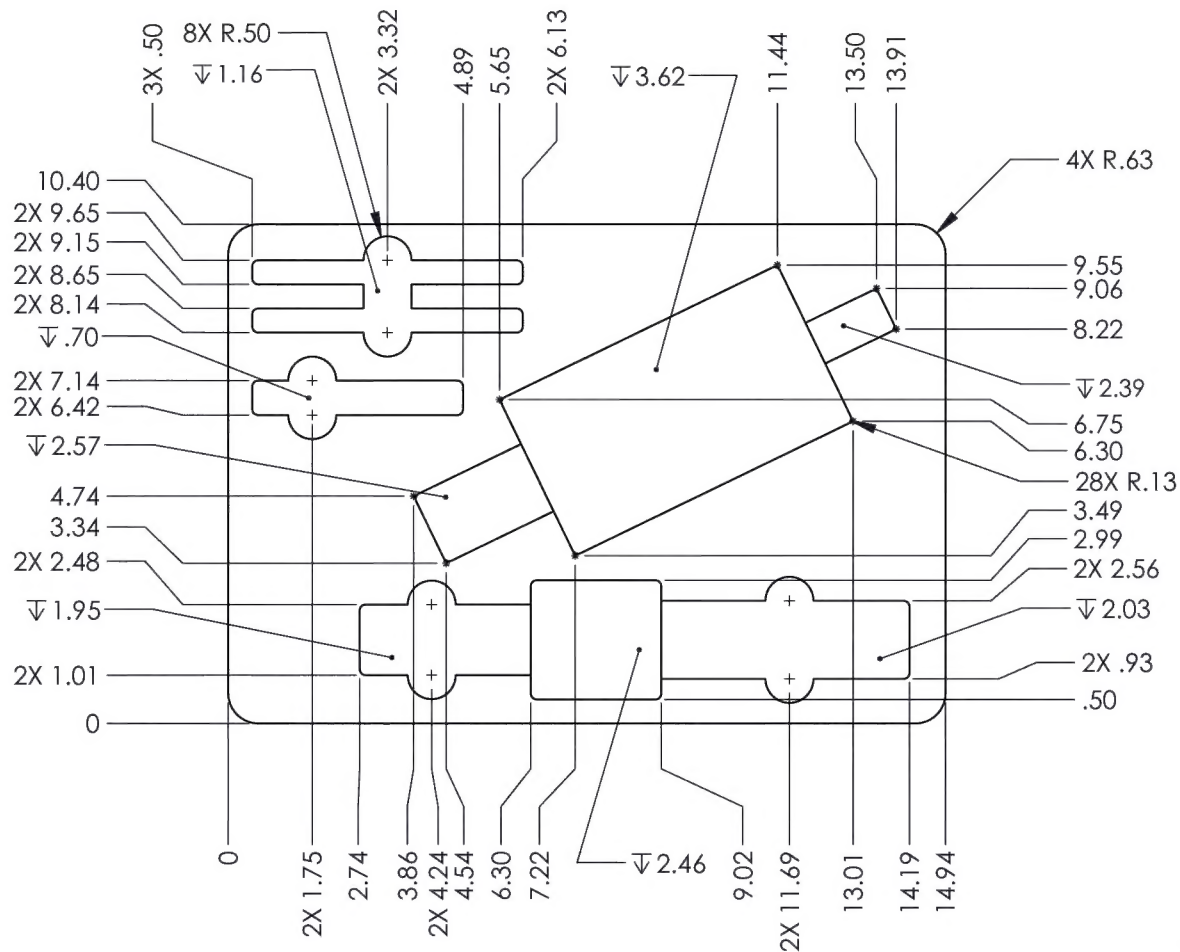 3X .50
8X R.50
↧ 1.16
2X 3.32
4.89
5.65
2X 6.13
↧ 3.62
11.44
13.50
13.91
4X R.63
10.40
2X 9.65
2X 9.15
2X 8.65
2X 8.14
↧ .70
2X 7.14
2X 6.42
↧ 2.57
4.74
3.34
2X 2.48
↧ 1.95
2X 1.01
0
9.55
9.06
8.22
↧ 2.39
6.75
6.30
28X R.13
3.49
2.99
2X 2.56
↧ 2.03
2X .93
.50
0
2X 1.75
2.74
3.86
2X 4.24
4.54
6.30
7.22
↧ 2.46
9.02
2X 11.69
13.01
14.19
14.94